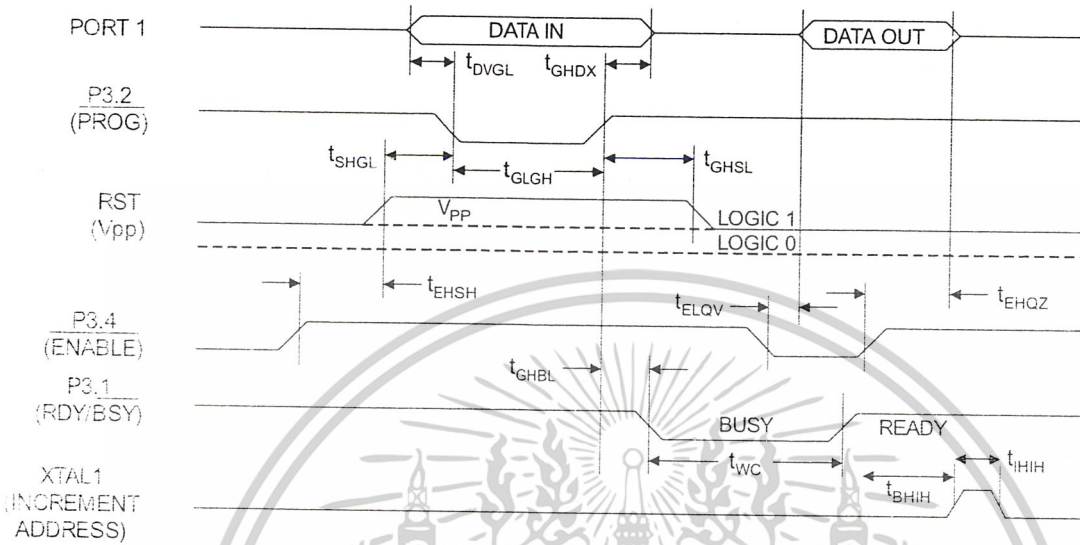 PORT 1
DATA IN
DATA OUT
tDVGL
tGHDX
P3.2
(PROG)
tSHGL
tGLGH
tGHSL
RST
(Vpp)
VPP
LOGIC 1
LOGIC 0
tEHSH
tELQV
tEHQZ
P3.4
(ENABLE)
tGHBL
P3.1
(RDY/BSY)
BUSY
READY
tWC
tIHIH
tBHIH
XTAL1
(INCREMENT
ADDRESS)